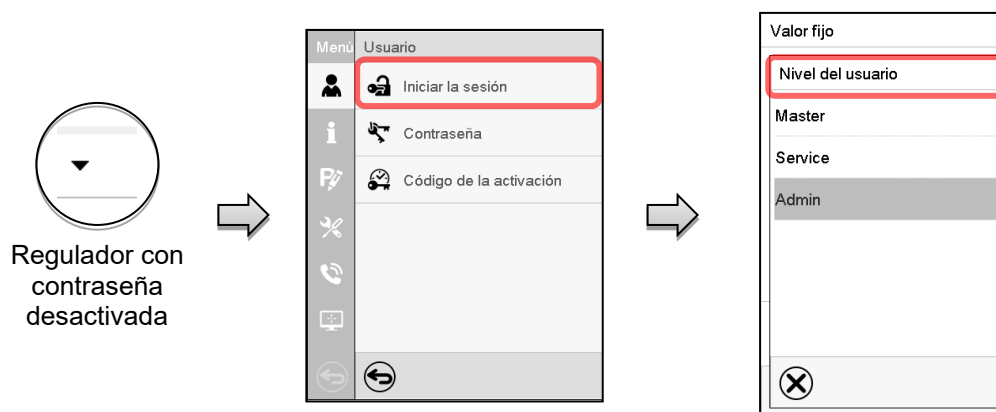 Regulador con
contraseña
desactivada
Menú Usuario
Iniciar la sesión
Contraseña
Código de la activación
Valor fijo
Nivel del usuario
Master
Service
Admin